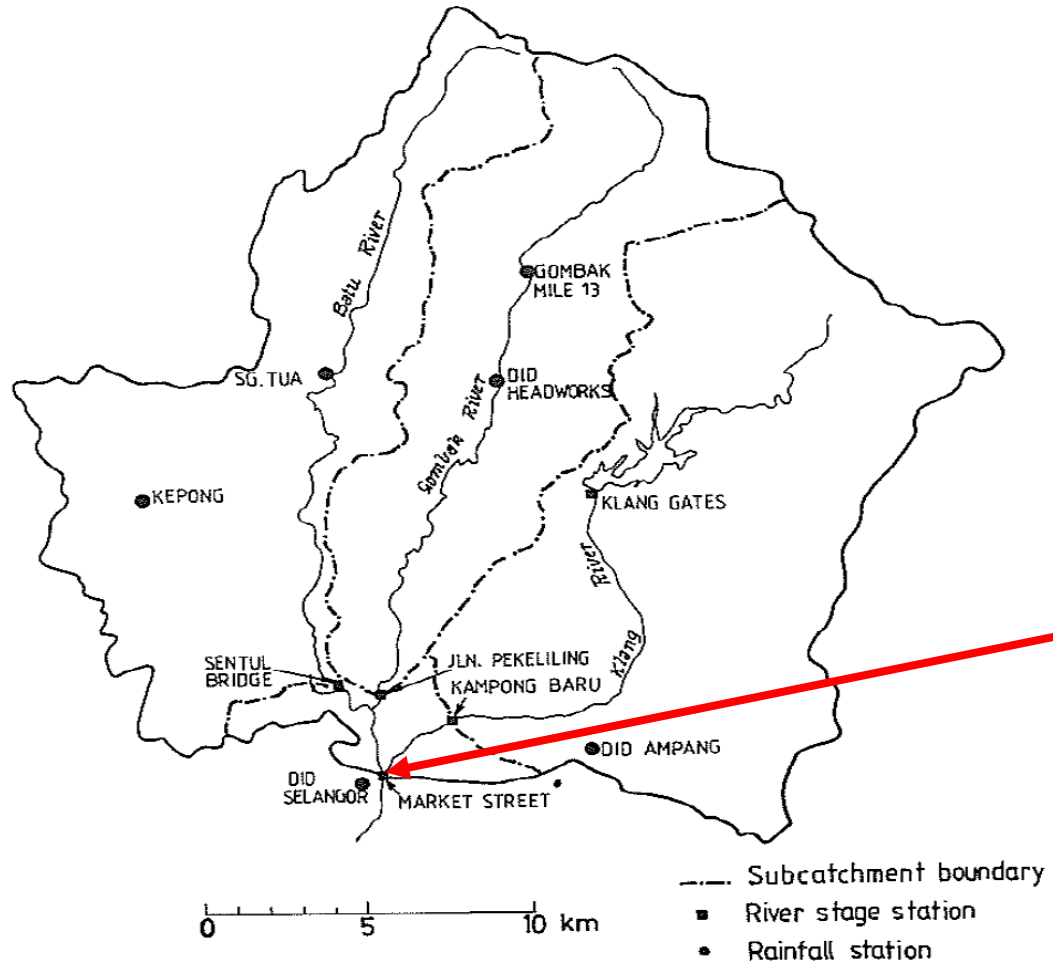 Batu River
GOMBAK
MILE 13
SG. TUA
DID
HEADWORKS
Gombak River
KEPONG
KLANG GATES
River
Klang
SENTUL
BRIDGE
JLN. PEKELILING
KAMPONG BARU
DID AMPANG
DID
SELANGOR
MARKET STREET
0 5 10 km
Subcatchment boundary
River stage station
Rainfall station